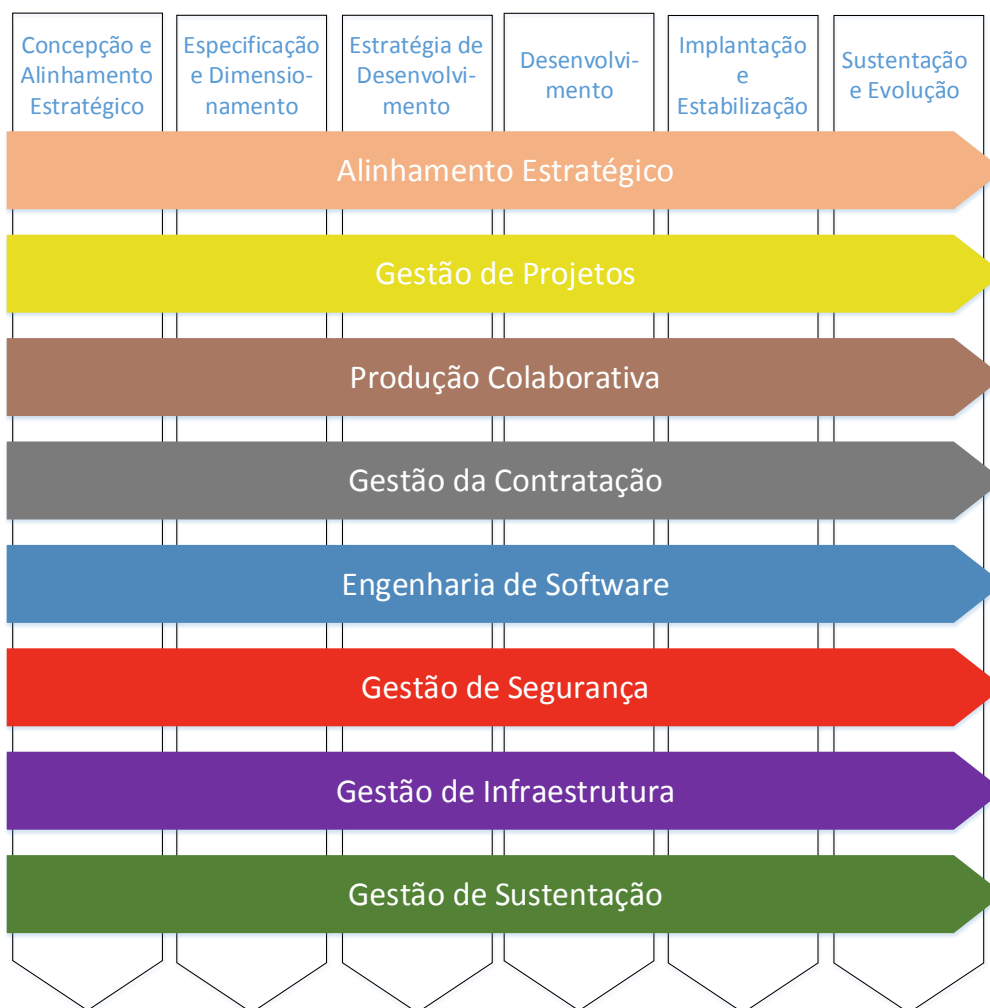 Concepção e
Alinhamento
Estratégico
Especificação
e Dimensio-
namento
Estratégia de
Desenvolvi-
mento
Desenvolvi-
mento
Implantação
e
Estabilização
Sustentação
e Evolução
Alinhamento Estratégico
Gestão de Projetos
Produção Colaborativa
Gestão da Contratação
Engenharia de Software
Gestão de Segurança
Gestão de Infraestrutura
Gestão de Sustentação